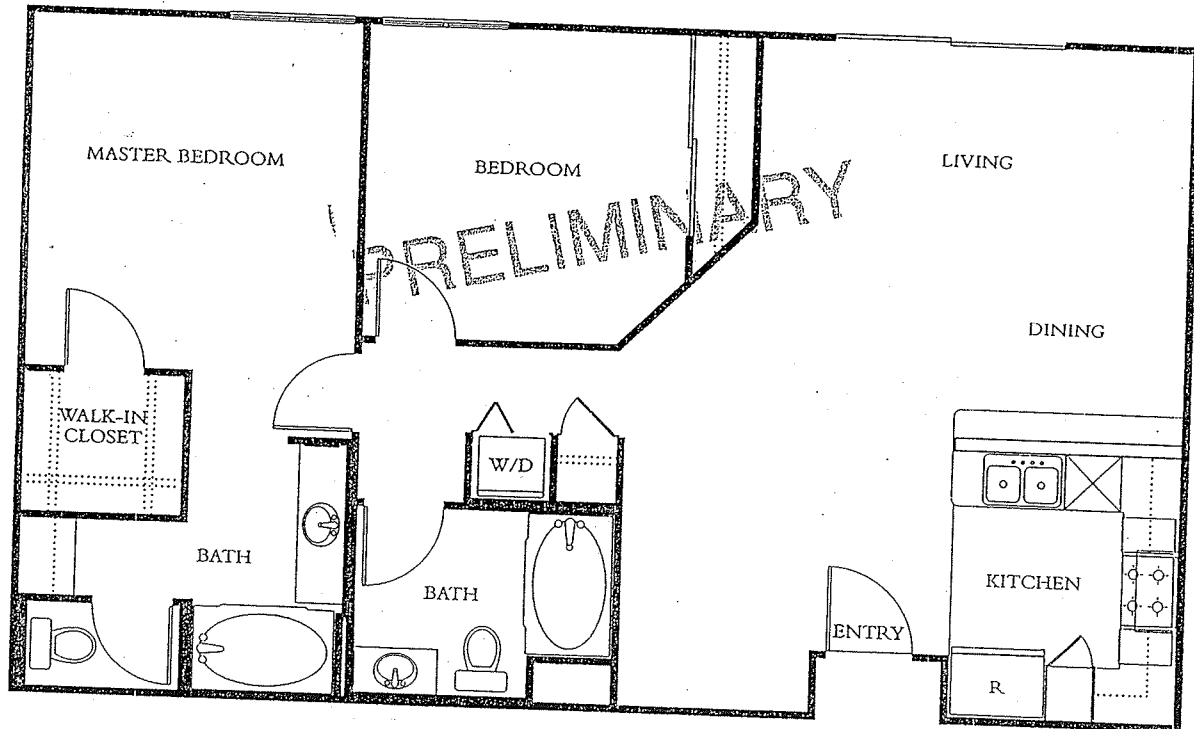 MASTER BEDROOM
BEDROOM
LIVING
PRELIMINARY
DINING
WALK-IN
CLOSET
W/D
BATH
BATH
KITCHEN
ENTRY
R